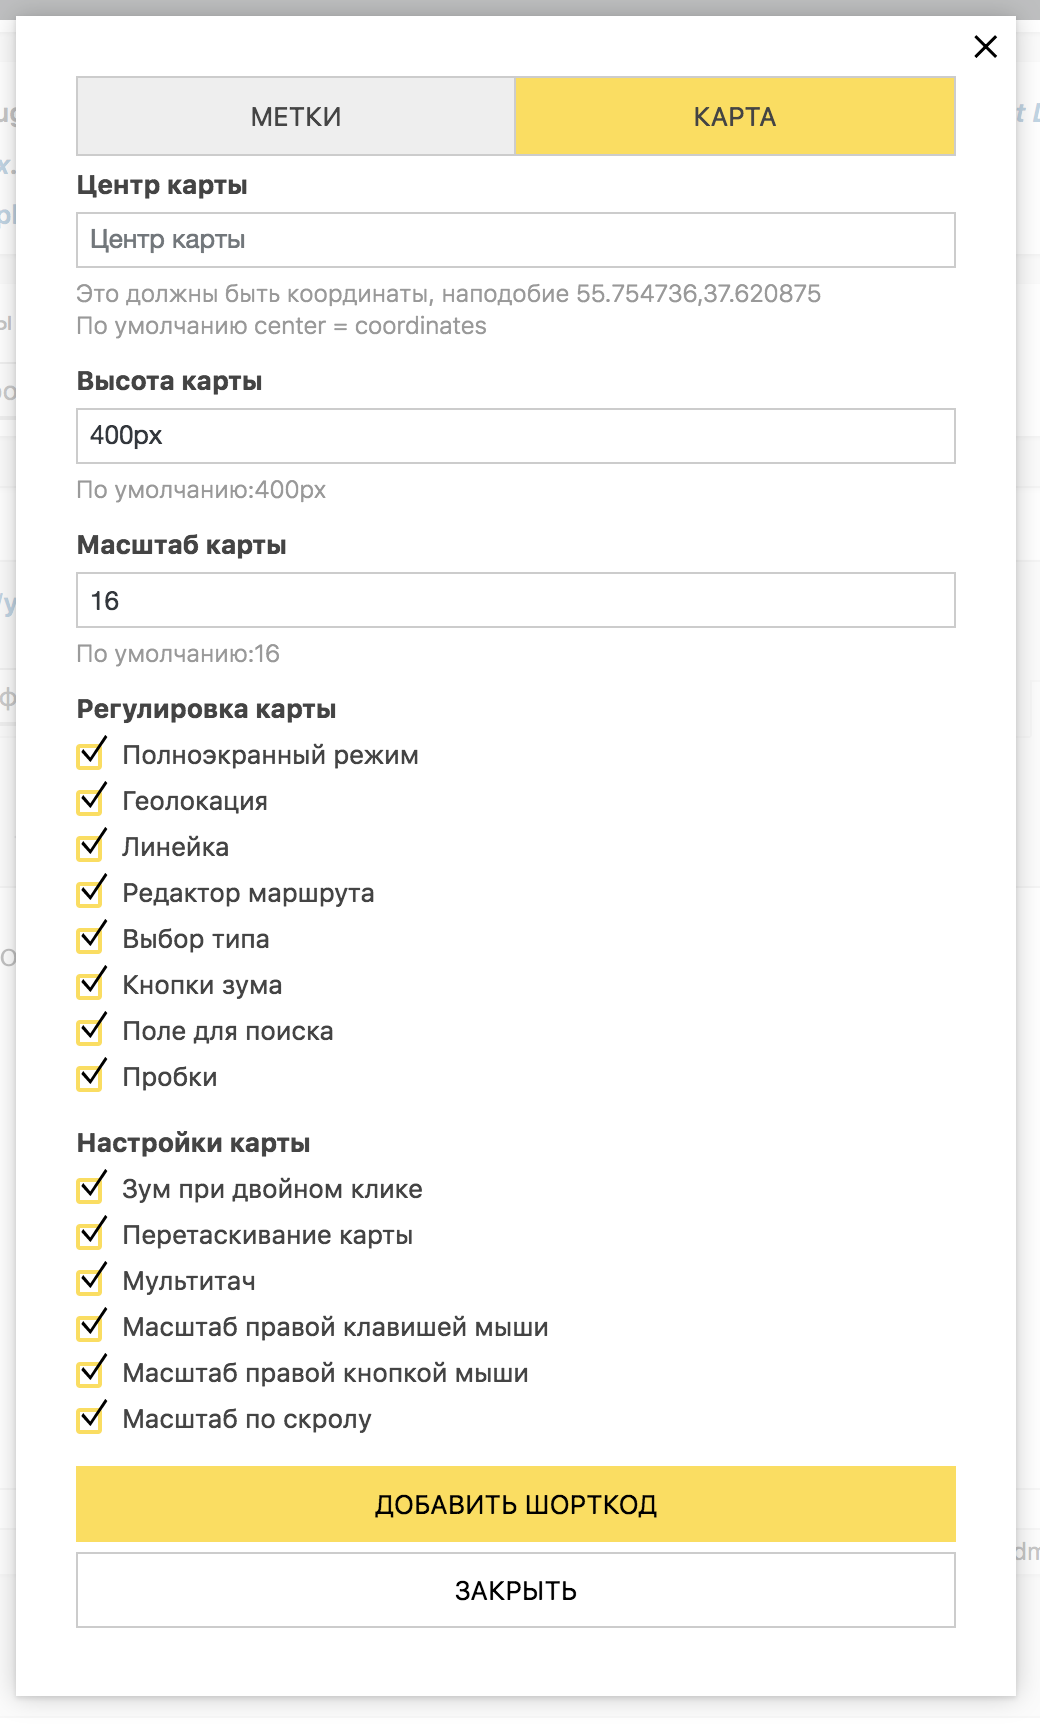 МЕТКИ
КАРТА
Центр карты
Центр карты
Это должны быть координаты, наподобие 55.754736,37.620875
По умолчанию center = coordinates
Высота карты
400px
По умолчанию:400px
Масштаб карты
16
По умолчанию:16
Регулировка карты
Полноэкранный режим
Геолокация
Линейка
Редактор маршрута
Выбор типа
Кнопки зума
Поле для поиска
Пробки
Настройки карты
Зум при двойном клике
Перетаскивание карты
Мультитач
Масштаб правой клавишей мыши
Масштаб правой кнопкой мыши
Масштаб по скролу
ДОБАВИТЬ ШОРТКОД
ЗАКРЫТЬ